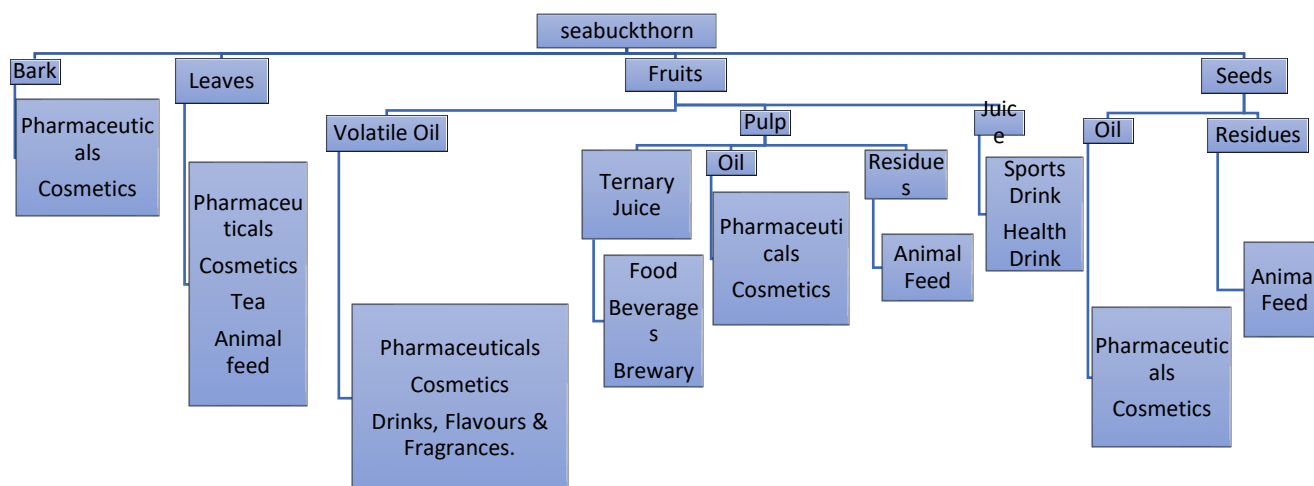 seabuckthorn
Bark
Leaves
Fruits
Seeds
Pharmaceutic
als
Cosmetics
Pharmaceu
ticals
Cosmetics
Tea
Animal
feed
Volatile Oil
Pharmaceuticals
Cosmetics
Drinks, Flavours &
Fragrances.
Pulp
Ternary
Juice
Food
Beverage
s
Brewary
Oil
Pharmaceuti
cals
Cosmetics
Residue
s
Animal
Feed
Juic
e
Sports
Drink
Health
Drink
Oil
Pharmaceutic
als
Cosmetics
Residues
Animal
Feed